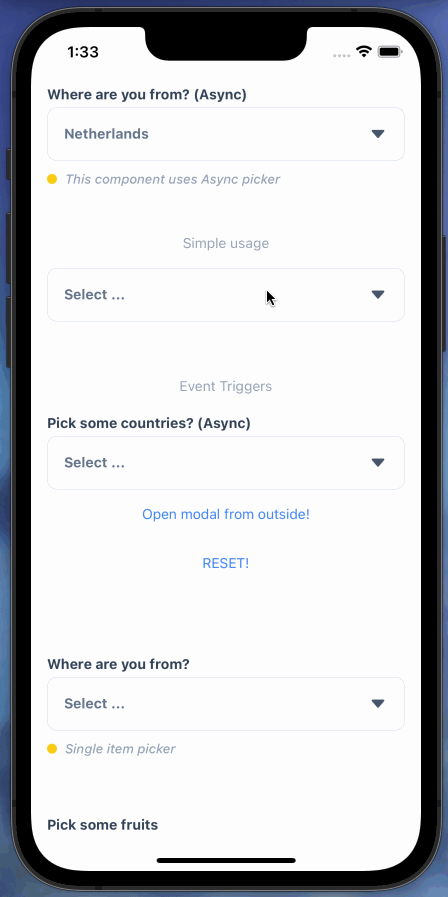 1:33
Where are you from? (Async)
Netherlands
This component uses Async picker
Simple usage
Select ...
Event Triggers
Pick some countries? (Async)
Select ...
Open modal from outside!
RESET!
Where are you from?
Select ...
Single item picker
Pick some fruits